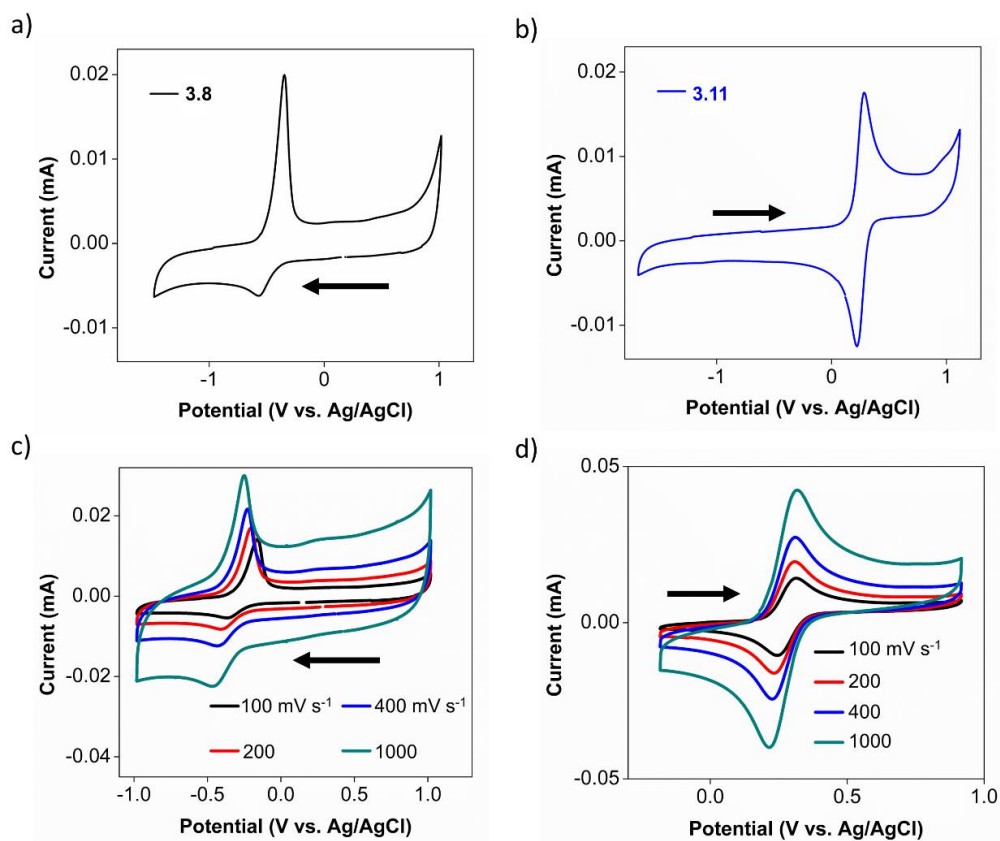 a)
0.02
0.01
0.00
-0.01
Current (mA)
3.8
-1
0
1
Potential (V vs. Ag/AgCl)
b)
0.02
0.01
0.00
-0.01
Current (mA)
3.11
-1
0
1
Potential (V vs. Ag/AgCl)
c)
0.02
0.00
-0.02
-0.04
Current (mA)
100 mV s⁻¹
400 mV s⁻¹
200
1000
-1.0
-0.5
0.0
0.5
1.0
Potential (V vs. Ag/AgCl)
d)
0.05
0.00
-0.05
Current (mA)
100 mV s⁻¹
200
400
1000
0.0
0.5
1.0
Potential (V vs. Ag/AgCl)